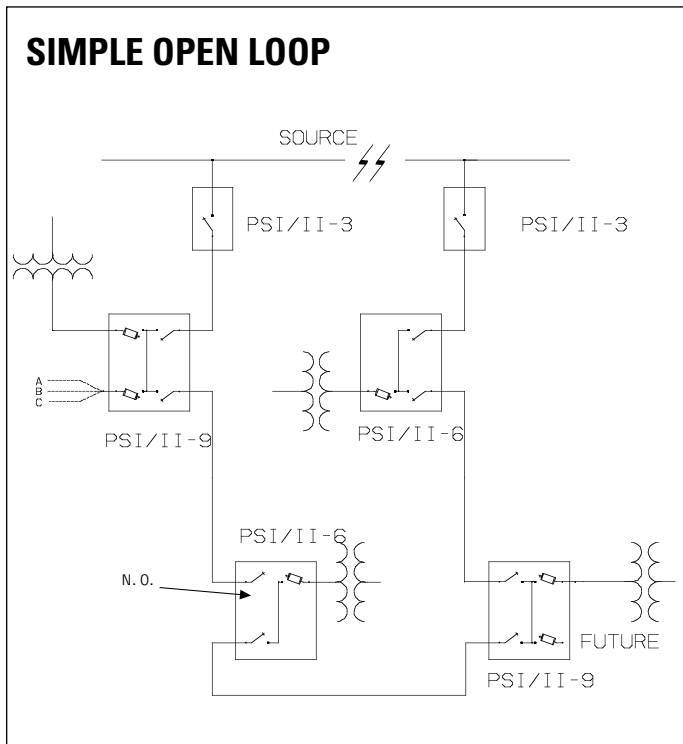 SIMPLE OPEN LOOP
SOURCE
PSI/II-3
PSI/II-3
A
B
C
PSI/II-9
PSI/II-6
PSI/II-6
N.O.
FUTURE
PSI/II-9